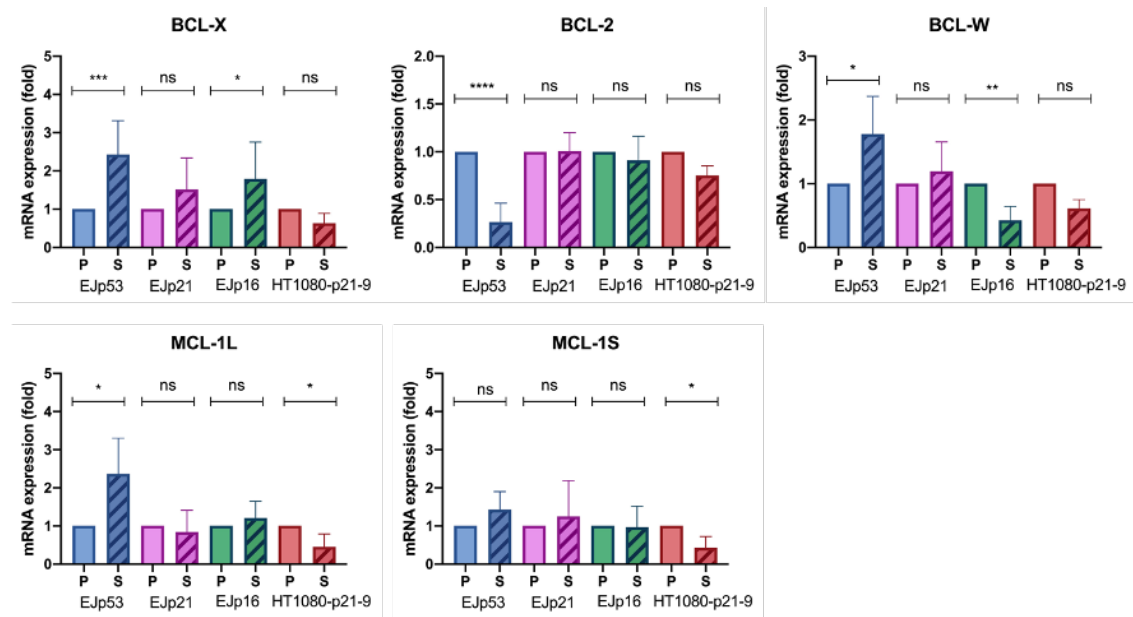 BCL-X
mRNA expression (fold)
5
4
3
2
1
0
***
ns
*
ns
P S P S P S P S
EJp53 EJp21 EJp16 HT1080-p21-9
BCL-2
mRNA expression (fold)
2.0
1.5
1.0
0.5
0.0
****
ns
ns
ns
P S P S P S P S
EJp53 EJp21 EJp16 HT1080-p21-9
BCL-W
mRNA expression (fold)
3
2
1
0
*
ns
**
ns
P S P S P S P S
EJp53 EJp21 EJp16 HT1080-p21-9
MCL-1L
mRNA expression (fold)
5
4
3
2
1
0
*
ns
ns
*
P S P S P S P S
EJp53 EJp21 EJp16 HT1080-p21-9
MCL-1S
mRNA expression (fold)
5
4
3
2
1
0
ns
ns
ns
*
P S P S P S P S
EJp53 EJp21 EJp16 HT1080-p21-9